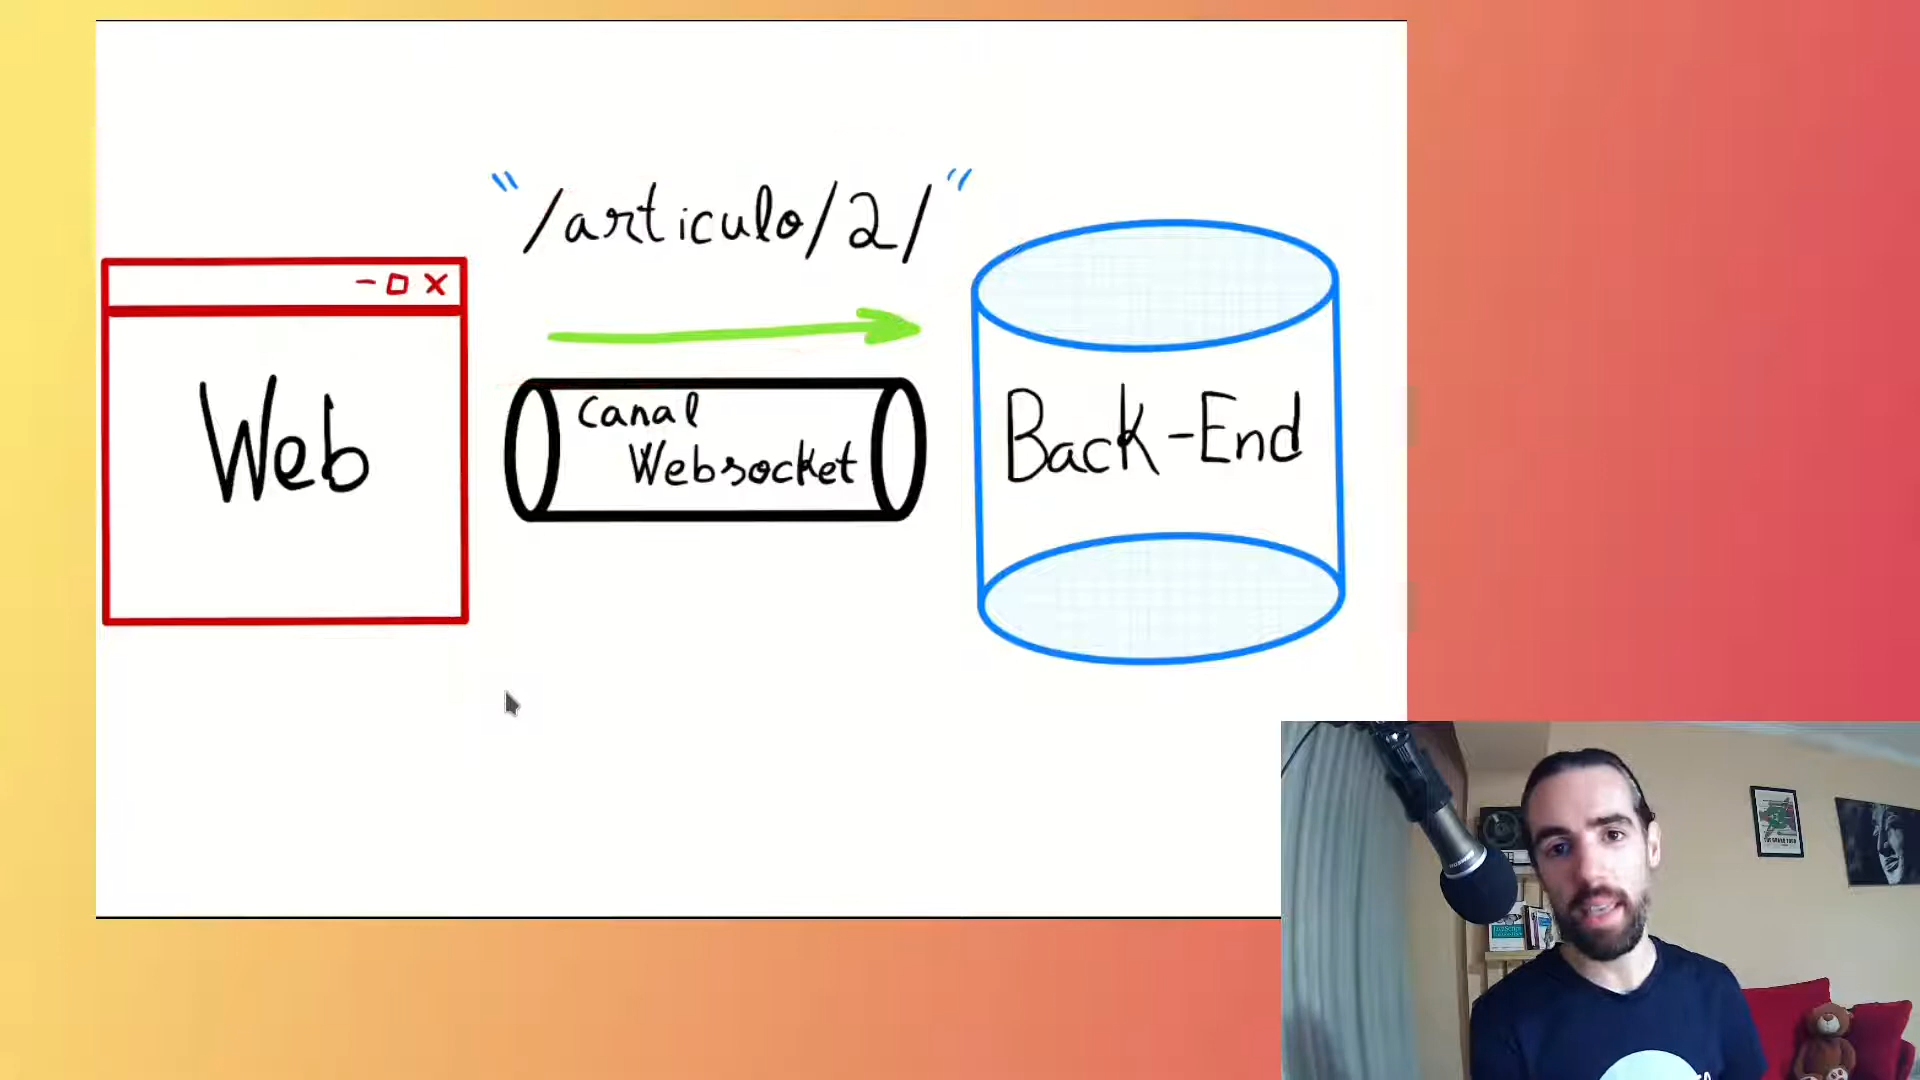 "/articulo/2/"
- □ X
Web
Canal
Websocket
Back-End